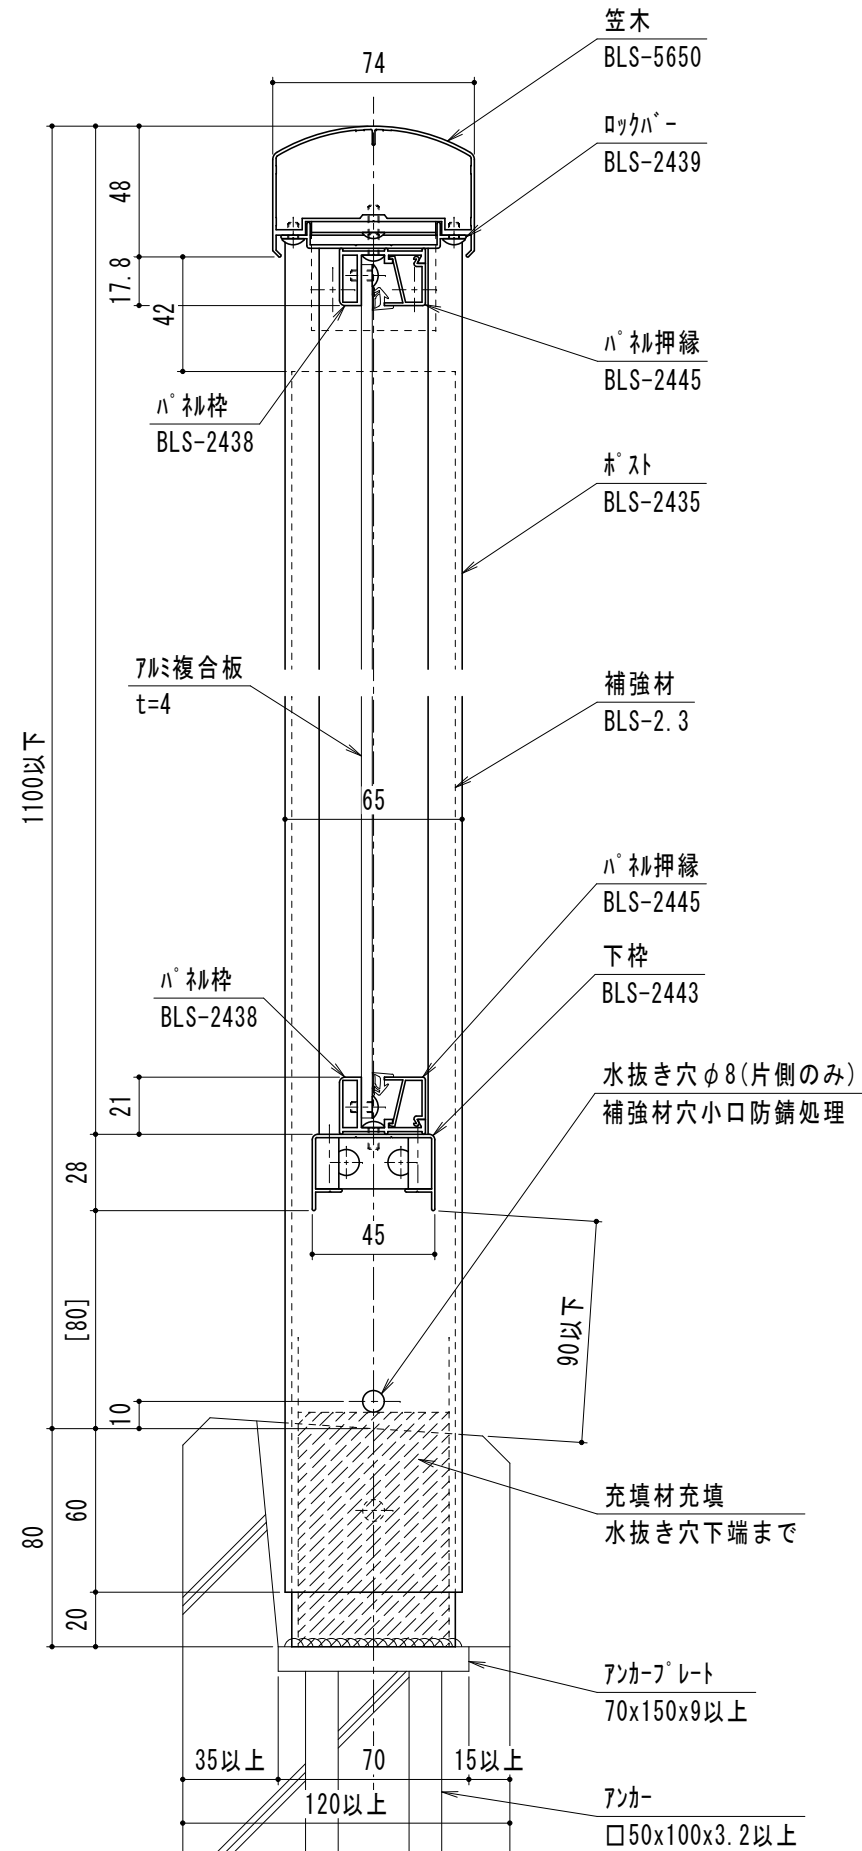 笠木
BLS-5650
74
ﾛｯｸﾊﾞｰ
BLS-2439
48
17.8
42
ﾊﾟﾈﾙ押縁
BLS-2445
ﾊﾟﾈﾙ枠
BLS-2438
ﾎﾟｽﾄ
BLS-2435
ｱﾙﾐ複合板
t=4
補強材
BLS-2.3
1100以下
65
ﾊﾟﾈﾙ押縁
BLS-2445
下枠
BLS-2443
ﾊﾟﾈﾙ枠
BLS-2438
水抜き穴φ8(片側のみ)
補強材穴小口防錆処理
21
28
45
[80]
90以下
10
充填材充填
水抜き穴下端まで
60
80
20
ｱﾝｶｰﾌﾟﾚｰﾄ
70x150x9以上
35以上
70
15以上
120以上
ｱﾝｶｰ
□50x100x3.2以上